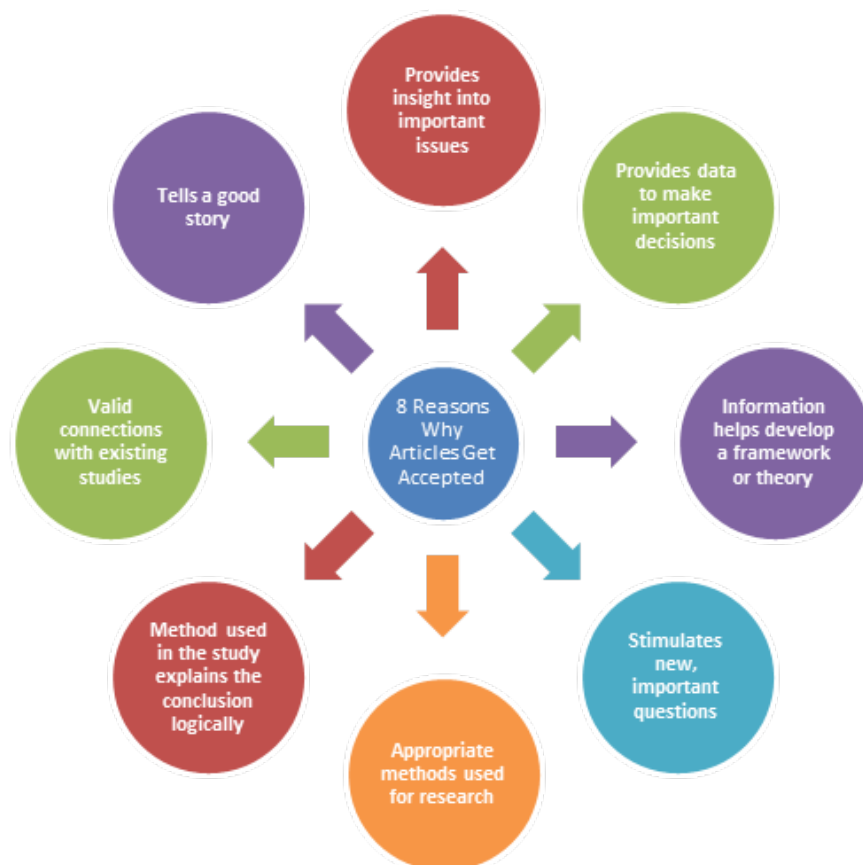 Provides
insight into
important
issues
Provides data
to make
important
decisions
Information
helps develop
a framework
or theory
Stimulates
new,
important
questions
Appropriate
methods used
for research
Method used
in the study
explains the
conclusion
logically
Valid
connections
with existing
studies
Tells a good
story
8 Reasons
Why
Articles Get
Accepted